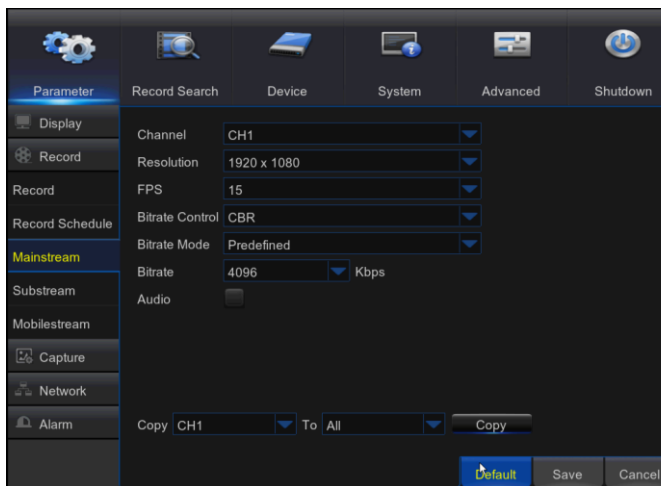 Parameter Record Search Device System Advanced Shutdown
Display
Record
Record
Record Schedule
Mainstream
Substream
Mobilestream
Capture
Network
Alarm
Channel CH1
Resolution 1920 x 1080
FPS 15
Bitrate Control CBR
Bitrate Mode Predefined
Bitrate 4096 Kbps
Audio
Copy CH1 To All Copy
Default Save Cancel